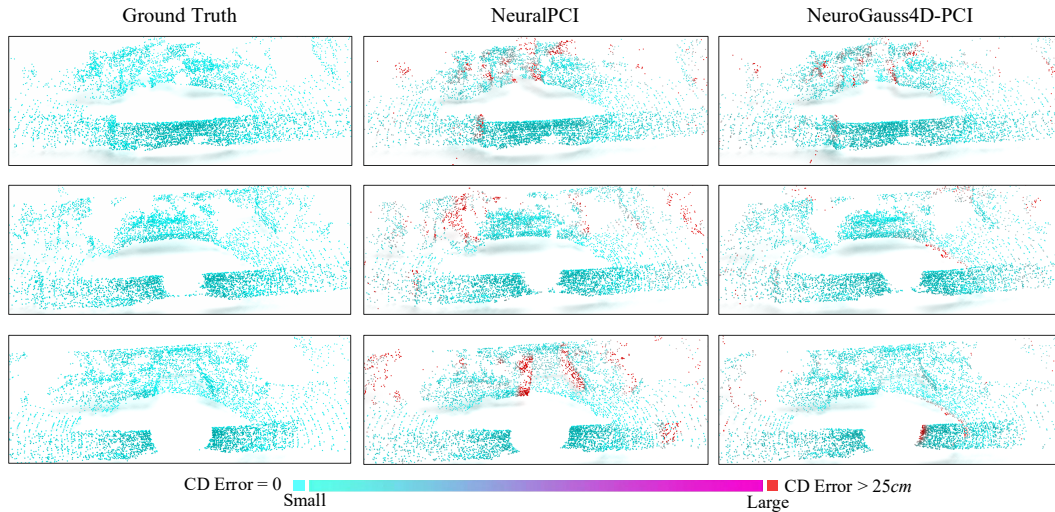 Ground Truth
NeuralPCI
NeuroGauss4D-PCI
CD Error = 0
CD Error > 25cm
Small
Large